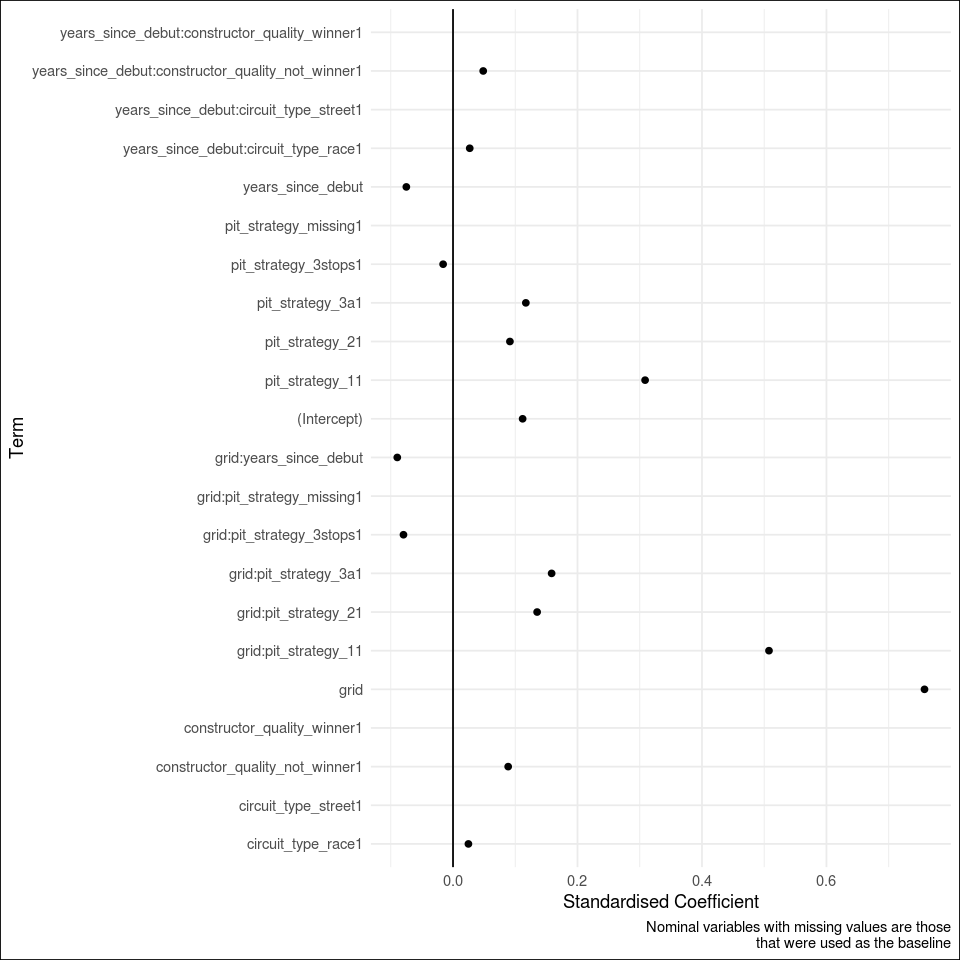 years_since_debut:constructor_quality_winner1
years_since_debut:constructor_quality_not_winner1
years_since_debut:circuit_type_street1
years_since_debut:circuit_type_race1
years_since_debut
pit_strategy_missing1
pit_strategy_3stops1
pit_strategy_3a1
pit_strategy_21
pit_strategy_11
(Intercept)
grid:years_since_debut
grid:pit_strategy_missing1
grid:pit_strategy_3stops1
grid:pit_strategy_3a1
grid:pit_strategy_21
grid:pit_strategy_11
grid
constructor_quality_winner1
constructor_quality_not_winner1
circuit_type_street1
circuit_type_race1
Term
0.0 0.2 0.4 0.6
Standardised Coefficient
Nominal variables with missing values are those
that were used as the baseline